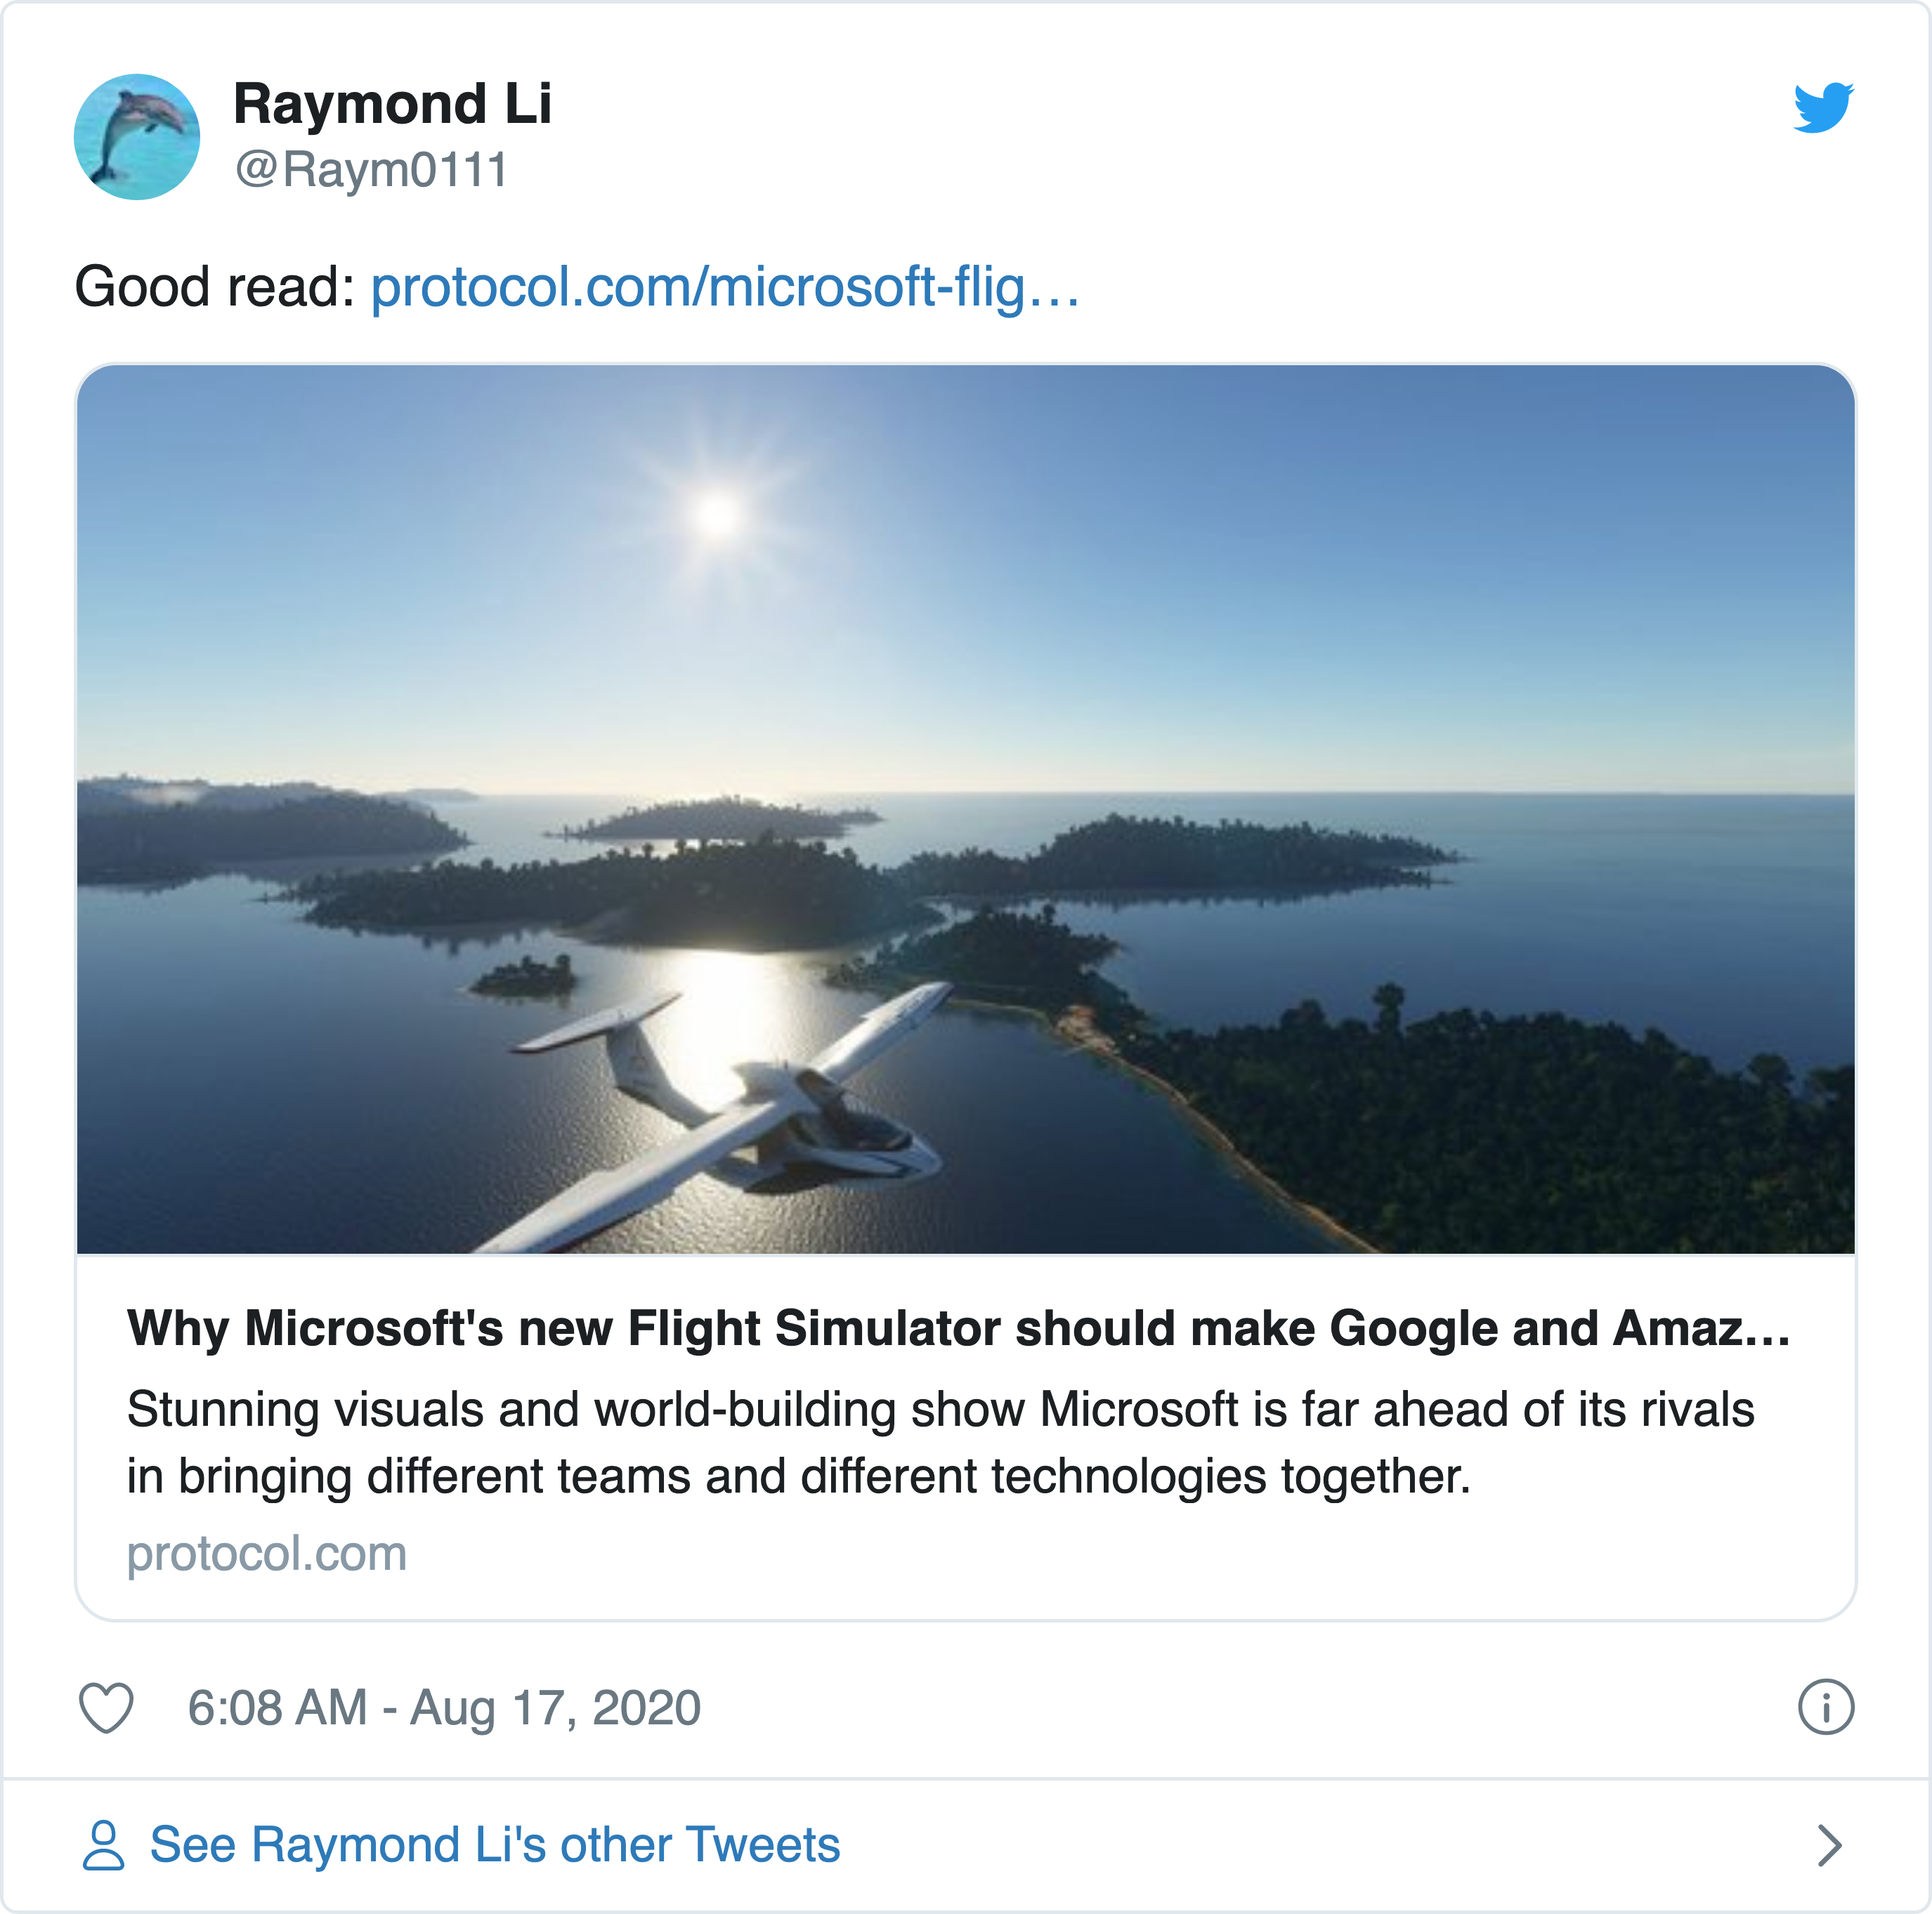 Raymond Li
@Raym0111
Good read: protocol.com/microsoft-flig…
Why Microsoft's new Flight Simulator should make Google and Amaz…
Stunning visuals and world-building show Microsoft is far ahead of its rivals
in bringing different teams and different technologies together.
protocol.com
6:08 AM - Aug 17, 2020
See Raymond Li's other Tweets